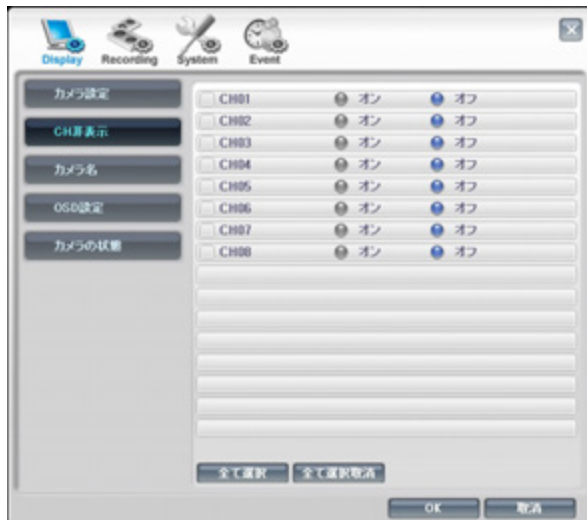 Display Recording System Event
カメラ設定
CH非表示
カメラ名
OSD設定
カメラの状態
CH01 オン オフ
CH02 オン オフ
CH03 オン オフ
CH04 オン オフ
CH05 オン オフ
CH06 オン オフ
CH07 オン オフ
CH08 オン オフ
全て選択 全て選択取消
OK 取消